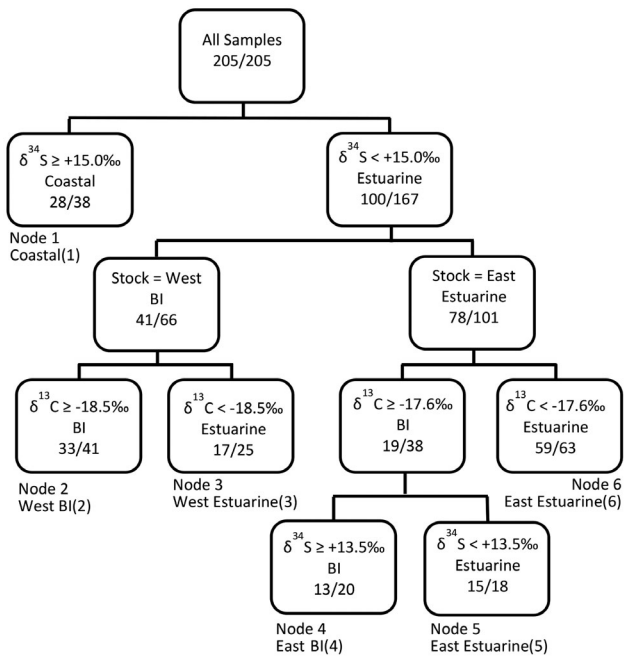 All Samples
205/205
δ³⁴S ≥ +15.0‰
Coastal
28/38
Node 1
Coastal(1)
δ³⁴S < +15.0‰
Estuarine
100/167
Stock = West
BI
41/66
Stock = East
Estuarine
78/101
δ¹³C ≥ -18.5‰
BI
33/41
Node 2
West BI(2)
δ¹³C < -18.5‰
Estuarine
17/25
Node 3
West Estuarine(3)
δ¹³C ≥ -17.6‰
BI
19/38
δ¹³C < -17.6‰
Estuarine
59/63
Node 6
East Estuarine(6)
δ³⁴S ≥ +13.5‰
BI
13/20
Node 4
East BI(4)
δ³⁴S < +13.5‰
Estuarine
15/18
Node 5
East Estuarine(5)